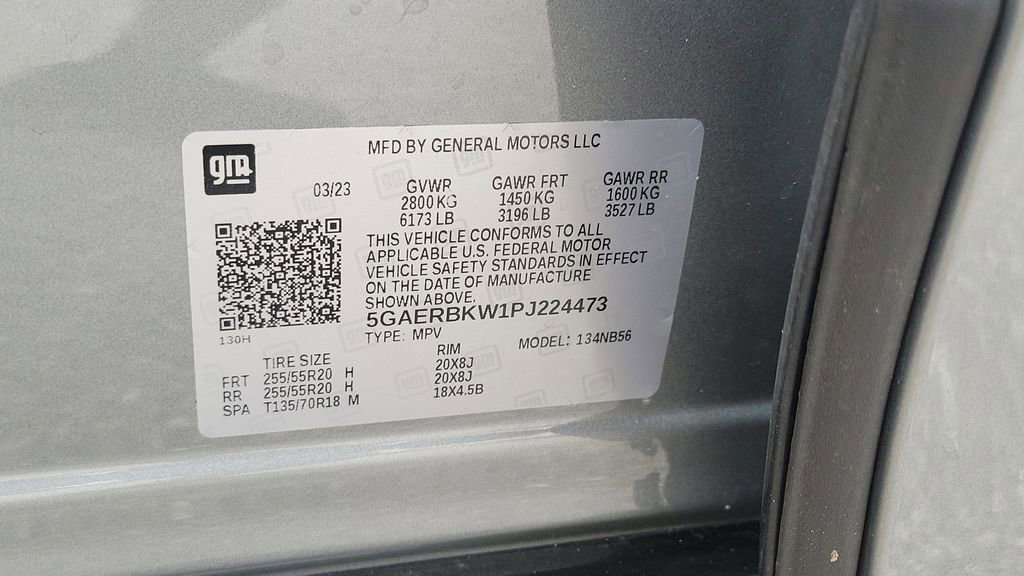 gm
MFD BY GENERAL MOTORS LLC
03/23 GVWR GAWR FRT GAWR RR
2800 KG 1450 KG 1600 KG
6173 LB 3196 LB 3527 LB
THIS VEHICLE CONFORMS TO ALL
APPLICABLE U.S. FEDERAL MOTOR
VEHICLE SAFETY STANDARDS IN EFFECT
ON THE DATE OF MANUFACTURE
SHOWN ABOVE.
5GAERBKW1PJ224473
130H
TYPE: MPV MODEL: 134NB56
TIRE SIZE RIM
FRT 255/55R20 H 20X8J
RR 255/55R20 H 20X8J
SPA T135/70R18 M 18X4.5B